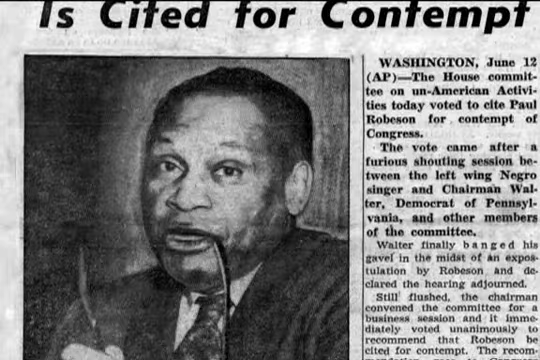 Is Cited for Contempt
WASHINGTON, June 12
(AP)—The House commit-
tee on un-American Activi-
ties today voted to cite Paul
Robeson for contempt of
Congress.
The vote came after a
furious shouting session be-
tween the left wing Negro
singer and Chairman Wal-
ter, Democrat of Pennsyl-
vania, and other members
of the committee.
Walter finally banged his
gavel in the midst of an expos-
tulation by Robeson and de-
clared the hearing adjourned.
Still flushed, the chairman
convened the committee for a
business session and it imme-
diately voted unanimously to
recommend that Robeson be
cited for contempt. The recom-